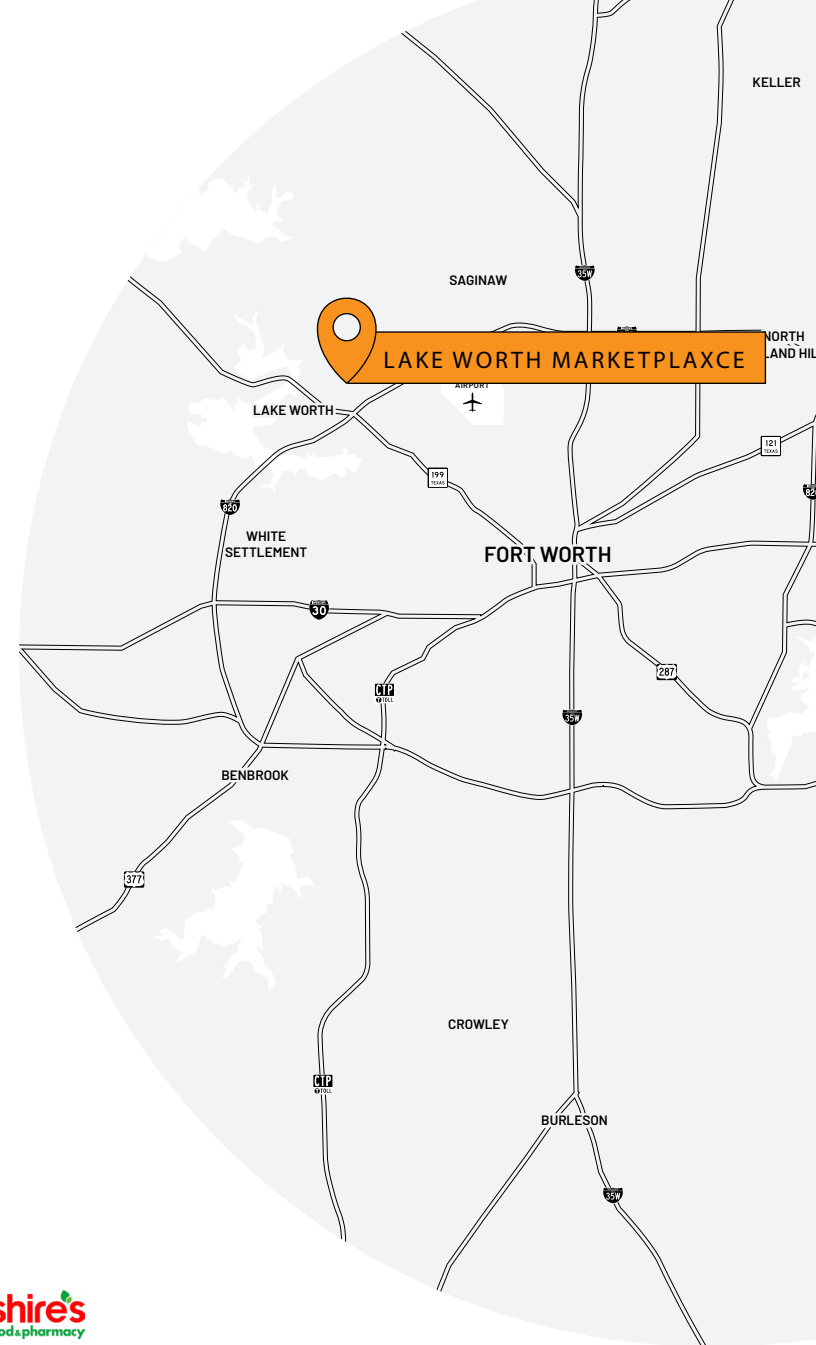 KELLER
SAGINAW
35W
NORTH
LAND HIL
LAKE WORTH MARKETPLAXCE
AIRPORT
LAKE WORTH
121
TEXAS
199
TEXAS
820
82
WHITE
SETTLEMENT
FORT WORTH
30
287
CTP
TOLL
35W
BENBROOK
377
CROWLEY
CTP
TOLL
BURLESON
35W
shire's
od & pharmacy